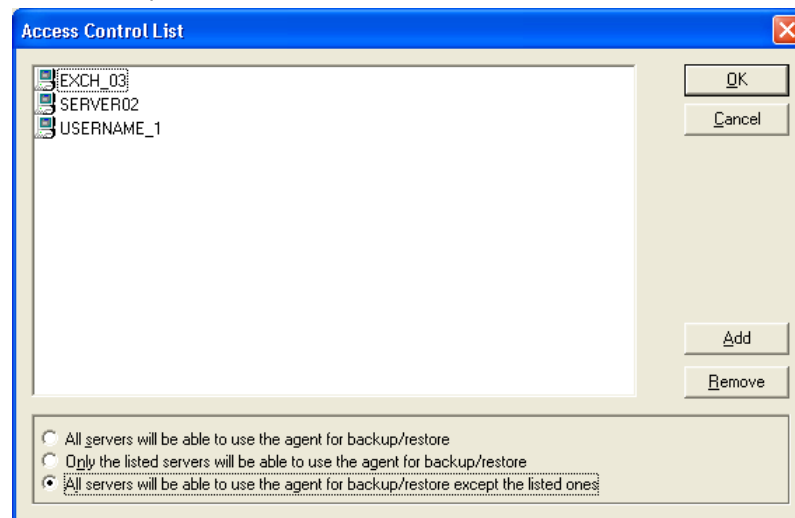 Access Control List
EXCH_03
SERVER02
USERNAME_1
OK
Cancel
Add
Remove
All servers will be able to use the agent for backup/restore
Only the listed servers will be able to use the agent for backup/restore
All servers will be able to use the agent for backup/restore except the listed ones